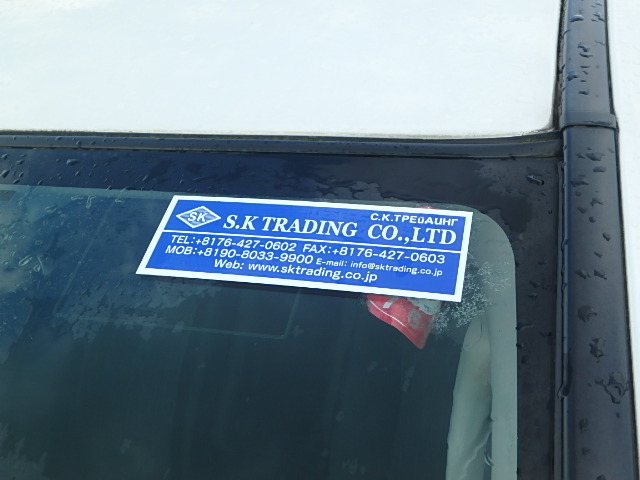 С.К.ТРЕЙДИНГ
SK S.K TRADING CO.,LTD
TEL:+8176-427-0602 FAX:+8176-427-0603
MOB:+8190-8033-9900 E-mail: info@sktrading.co.jp
Web: www.sktrading.co.jp